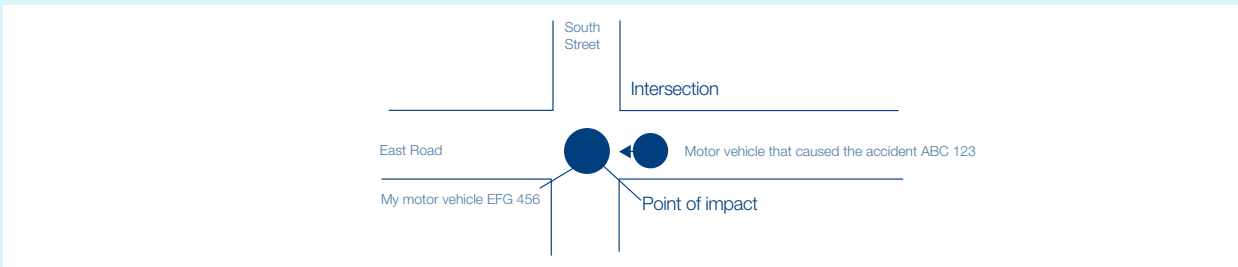 South
Street
Intersection
East Road
Motor vehicle that caused the accident ABC 123
My motor vehicle EFG 456
Point of impact